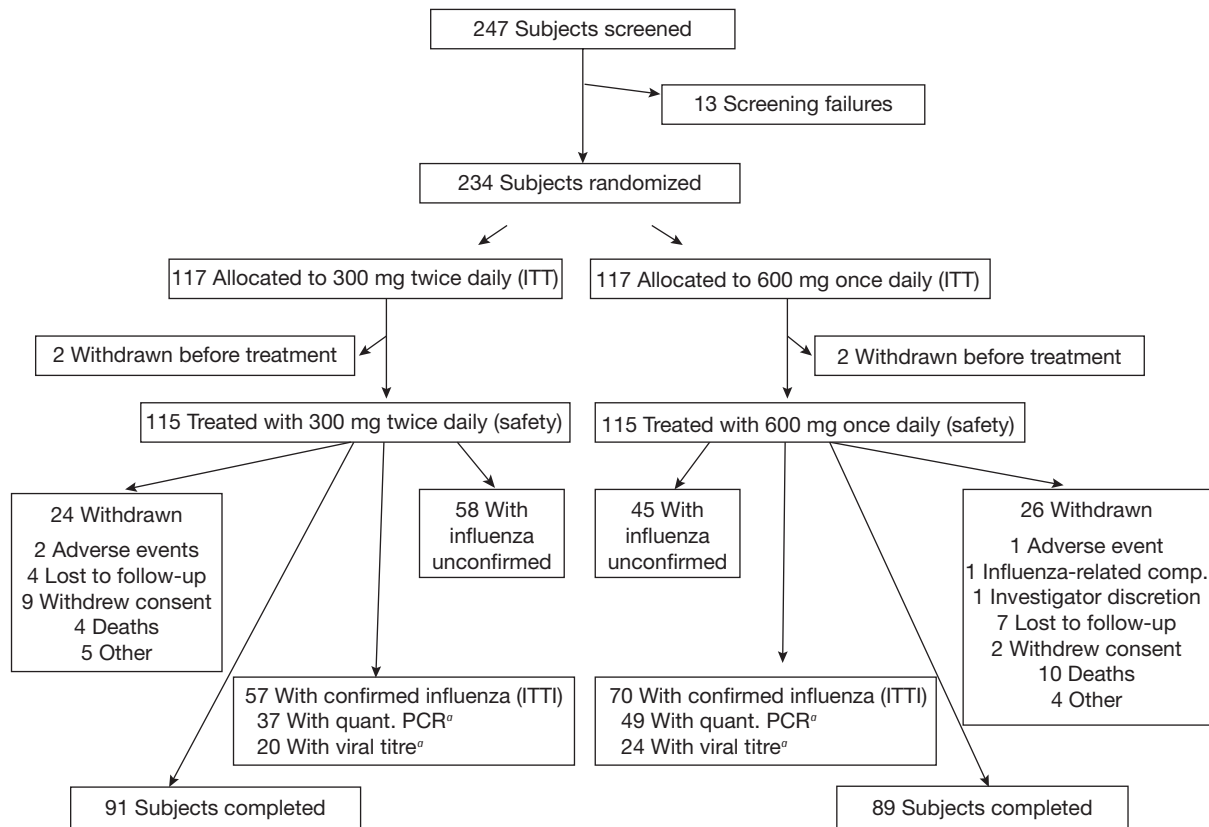 247 Subjects screened
13 Screening failures
234 Subjects randomized
117 Allocated to 300 mg twice daily (ITT)
117 Allocated to 600 mg once daily (ITT)
2 Withdrawn before treatment
2 Withdrawn before treatment
115 Treated with 300 mg twice daily (safety)
115 Treated with 600 mg once daily (safety)
24 Withdrawn
2 Adverse events
4 Lost to follow-up
9 Withdrew consent
4 Deaths
5 Other
58 With
influenza
unconfirmed
45 With
influenza
unconfirmed
26 Withdrawn
1 Adverse event
1 Influenza-related comp.
1 Investigator discretion
7 Lost to follow-up
2 Withdrew consent
10 Deaths
4 Other
57 With confirmed influenza (ITTI)
37 With quant. PCRᵃ
20 With viral titreᵃ
70 With confirmed influenza (ITTI)
49 With quant. PCRᵃ
24 With viral titreᵃ
91 Subjects completed
89 Subjects completed